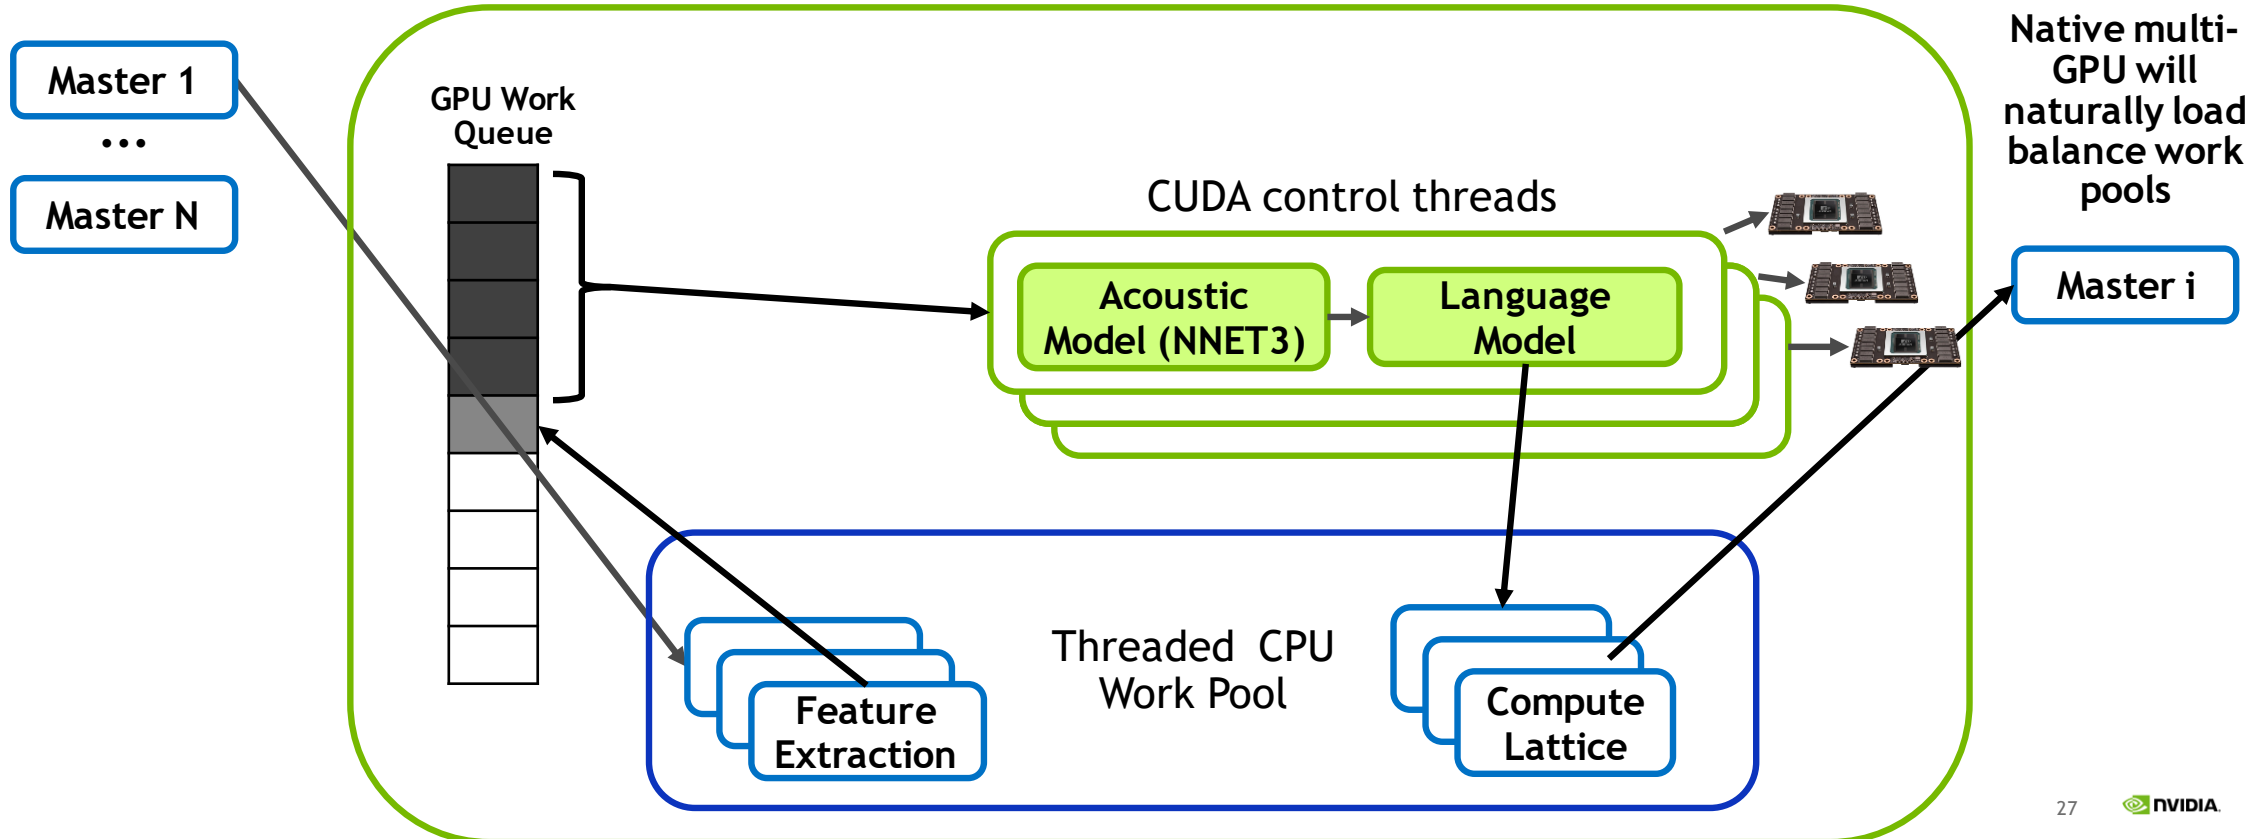 Master 1
...
Master N
GPU Work
Queue
CUDA control threads
Acoustic
Model (NNET3)
Language
Model
Threaded CPU
Work Pool
Feature
Extraction
Compute
Lattice
Native multi-
GPU will
naturally load
balance work
pools
Master i
27
NVIDIA.